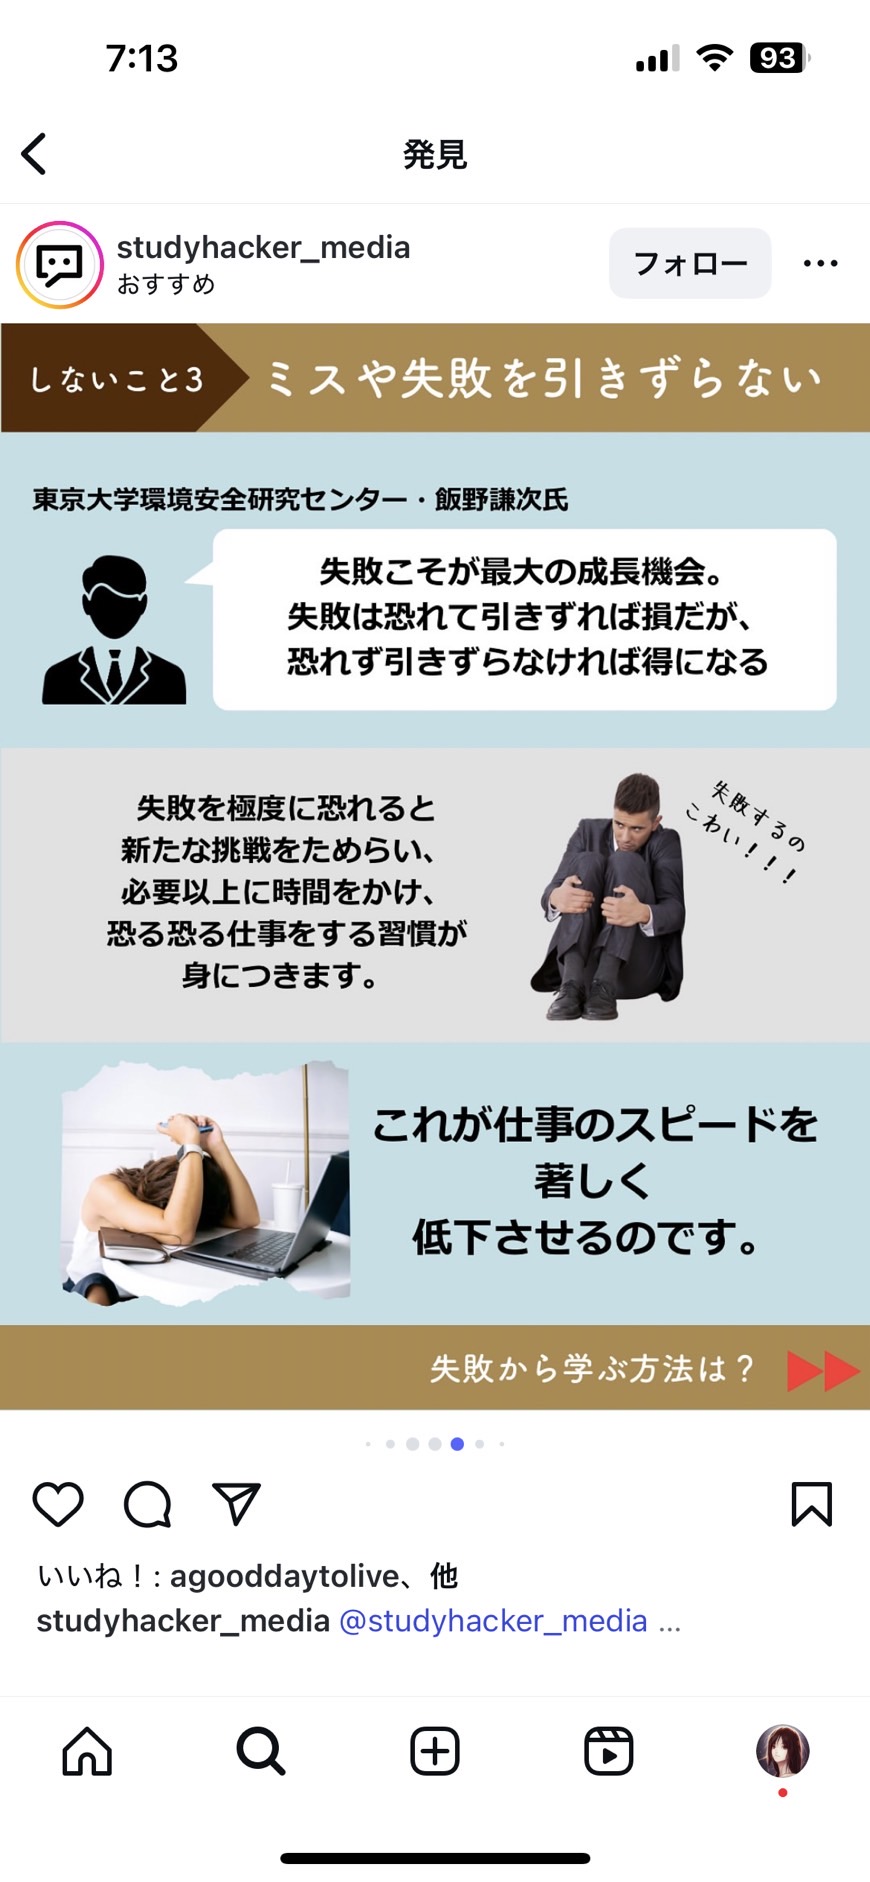 7:13
93
発見
studyhacker_media
おすすめ
フォロー
しないこと3
ミスや失敗を引きずらない
東京大学環境安全研究センター・飯野謙次氏
失敗こそが最大の成長機会。
失敗は恐れて引きずれば損だが、
恐れず引きずらなければ得になる
失敗を極度に恐れると
新たな挑戦をためらい、
必要以上に時間をかけ、
恐る恐る仕事をする習慣が
身につきます。
失敗するの
こわい！！！
これが仕事のスピードを
著しく
低下させるのです。
失敗から学ぶ方法は？
いいね！: agooddaytolive、他
studyhacker_media @studyhacker_media ...